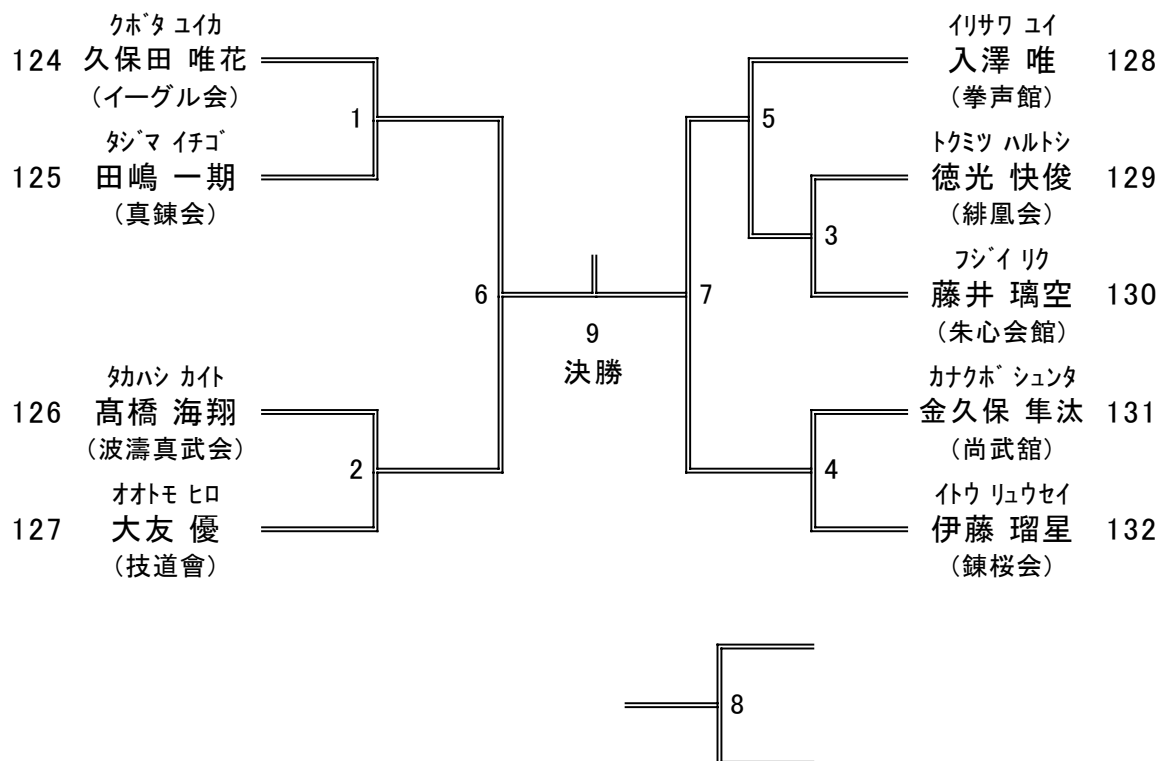 クボタ ユイカ
124 久保田 唯花
（イーグル会）
1
タジマ イチゴ
125 田嶋 一期
（真錬会）
6
タカハシ カイト
126 髙橋 海翔
（波濤真武会）
2
オオトモ ヒロ
127 大友 優
（技道會）
9
決勝
イリサワ ユイ
入澤 唯 128
（拳声館）
5
トクミツ ハルトシ
徳光 快俊 129
（緋凰会）
3
フジイ リク
藤井 璃空 130
（朱心会館）
7
カナクボ シュンタ
金久保 隼汰 131
（尚武舘）
4
イトウ リュウセイ
伊藤 瑠星 132
（錬桜会）
8